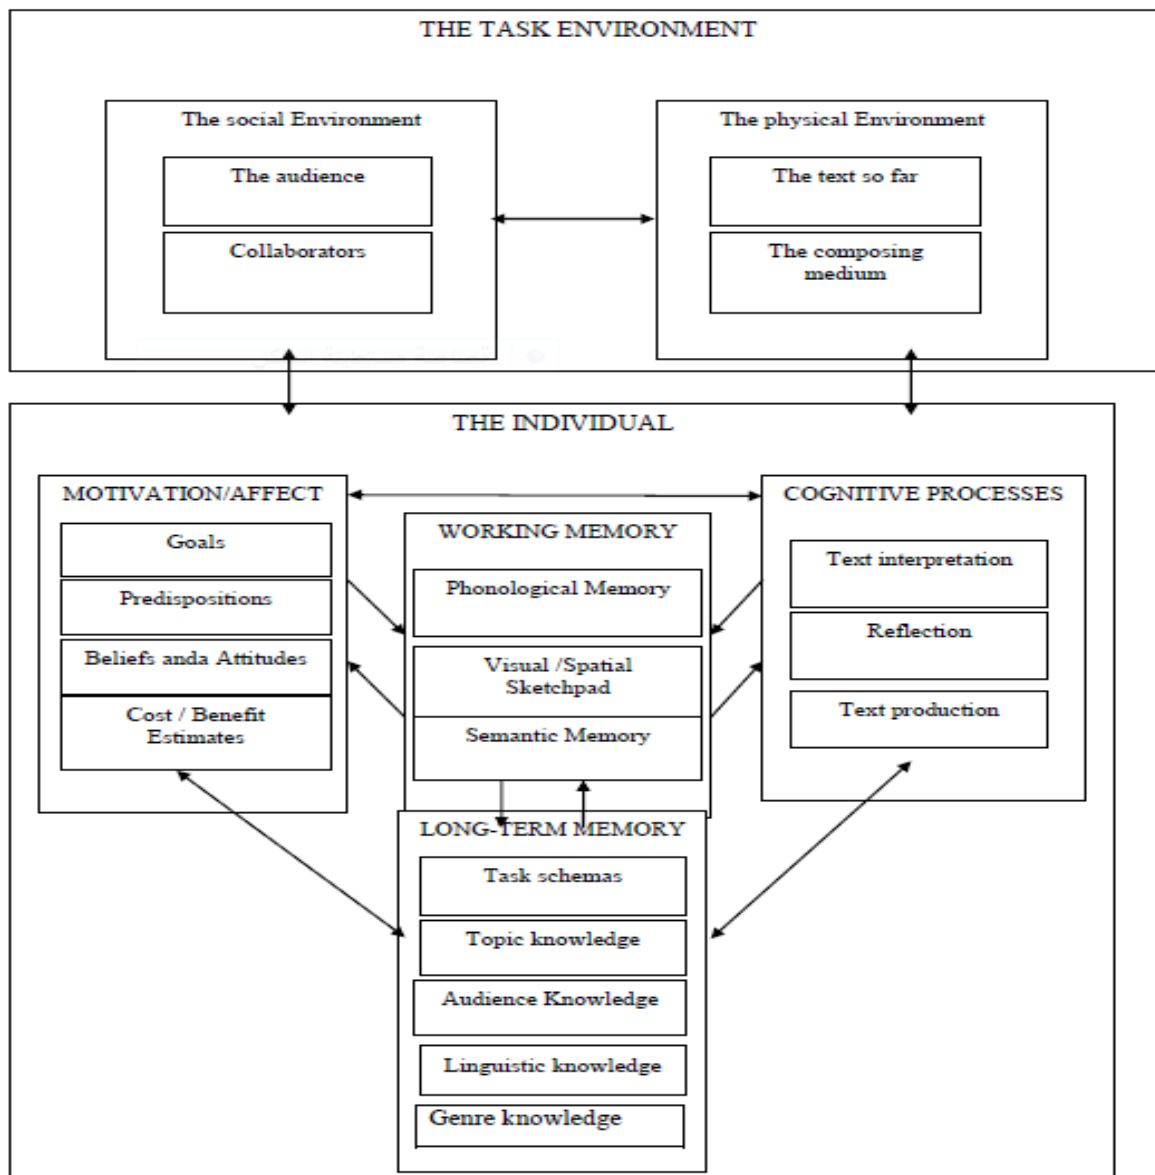 THE TASK ENVIRONMENT
The social Environment
The audience
Collaborators
The physical Environment
The text so far
The composing
medium
THE INDIVIDUAL
MOTIVATION/AFFECT
Goals
Predispositions
Beliefs anda Attitudes
Cost / Benefit
Estimates
WORKING MEMORY
Phonological Memory
Visual /Spatial
Sketchpad
Semantic Memory
COGNITIVE PROCESSES
Text interpretation
Reflection
Text production
LONG-TERM MEMORY
Task schemas
Topic knowledge
Audience Knowledge
Linguistic knowledge
Genre knowledge